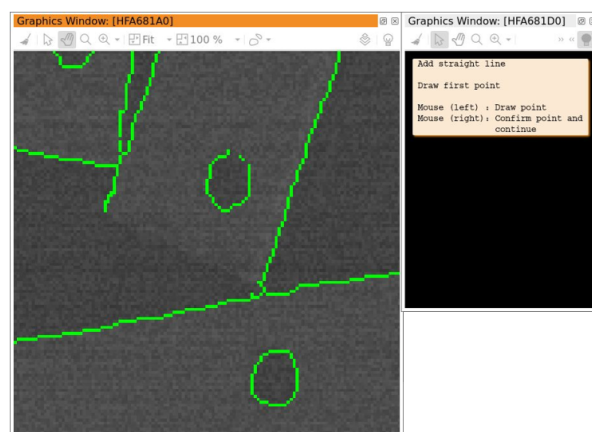 Graphics Window: [HFA681A0]
Fit
100 %
Graphics Window: [HFA681D0]
Add straight line
Draw first point
Mouse (left) : Draw point
Mouse (right): Confirm point and
continue